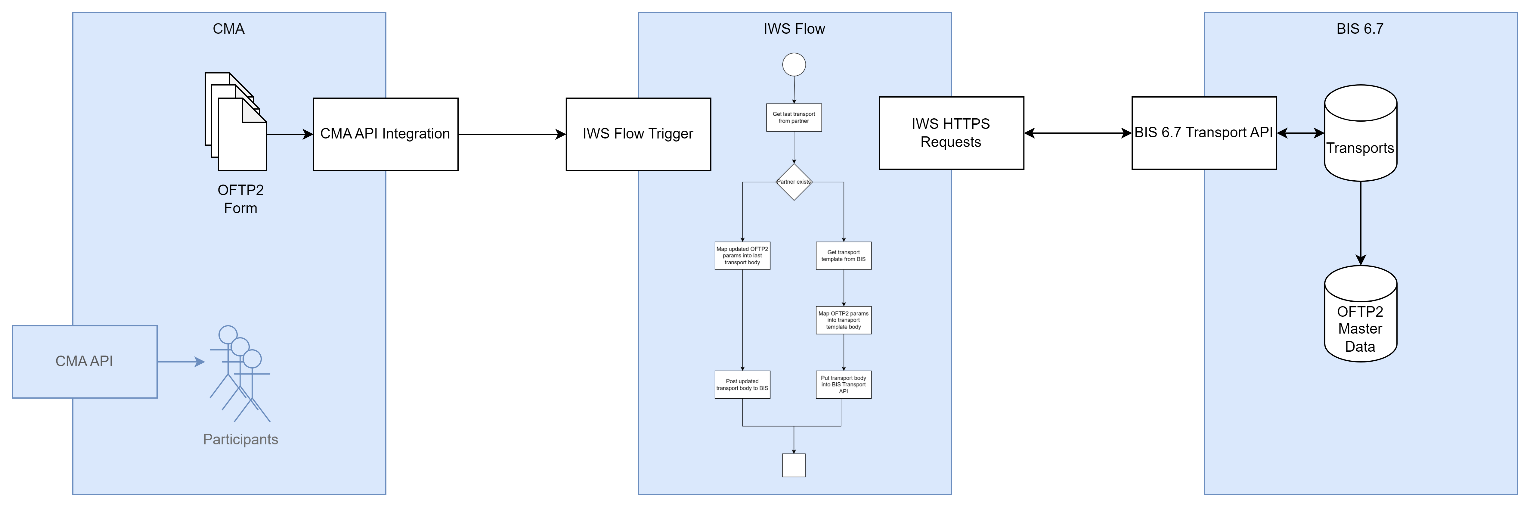 CMA
OFTP2
Form
CMA API Integration
CMA API
Participants
IWS Flow Trigger
IWS Flow
Get last transport
from partner
Partner exists
Map updated OFTP2
params into last
transport body
Post updated
transport body to BIS
Get transport
template from BIS
Map OFTP2 params
into transport
template body
Put transport body
into BIS Transport
API
IWS HTTPS
Requests
BIS 6.7
BIS 6.7 Transport API
Transports
OFTP2
Master
Data